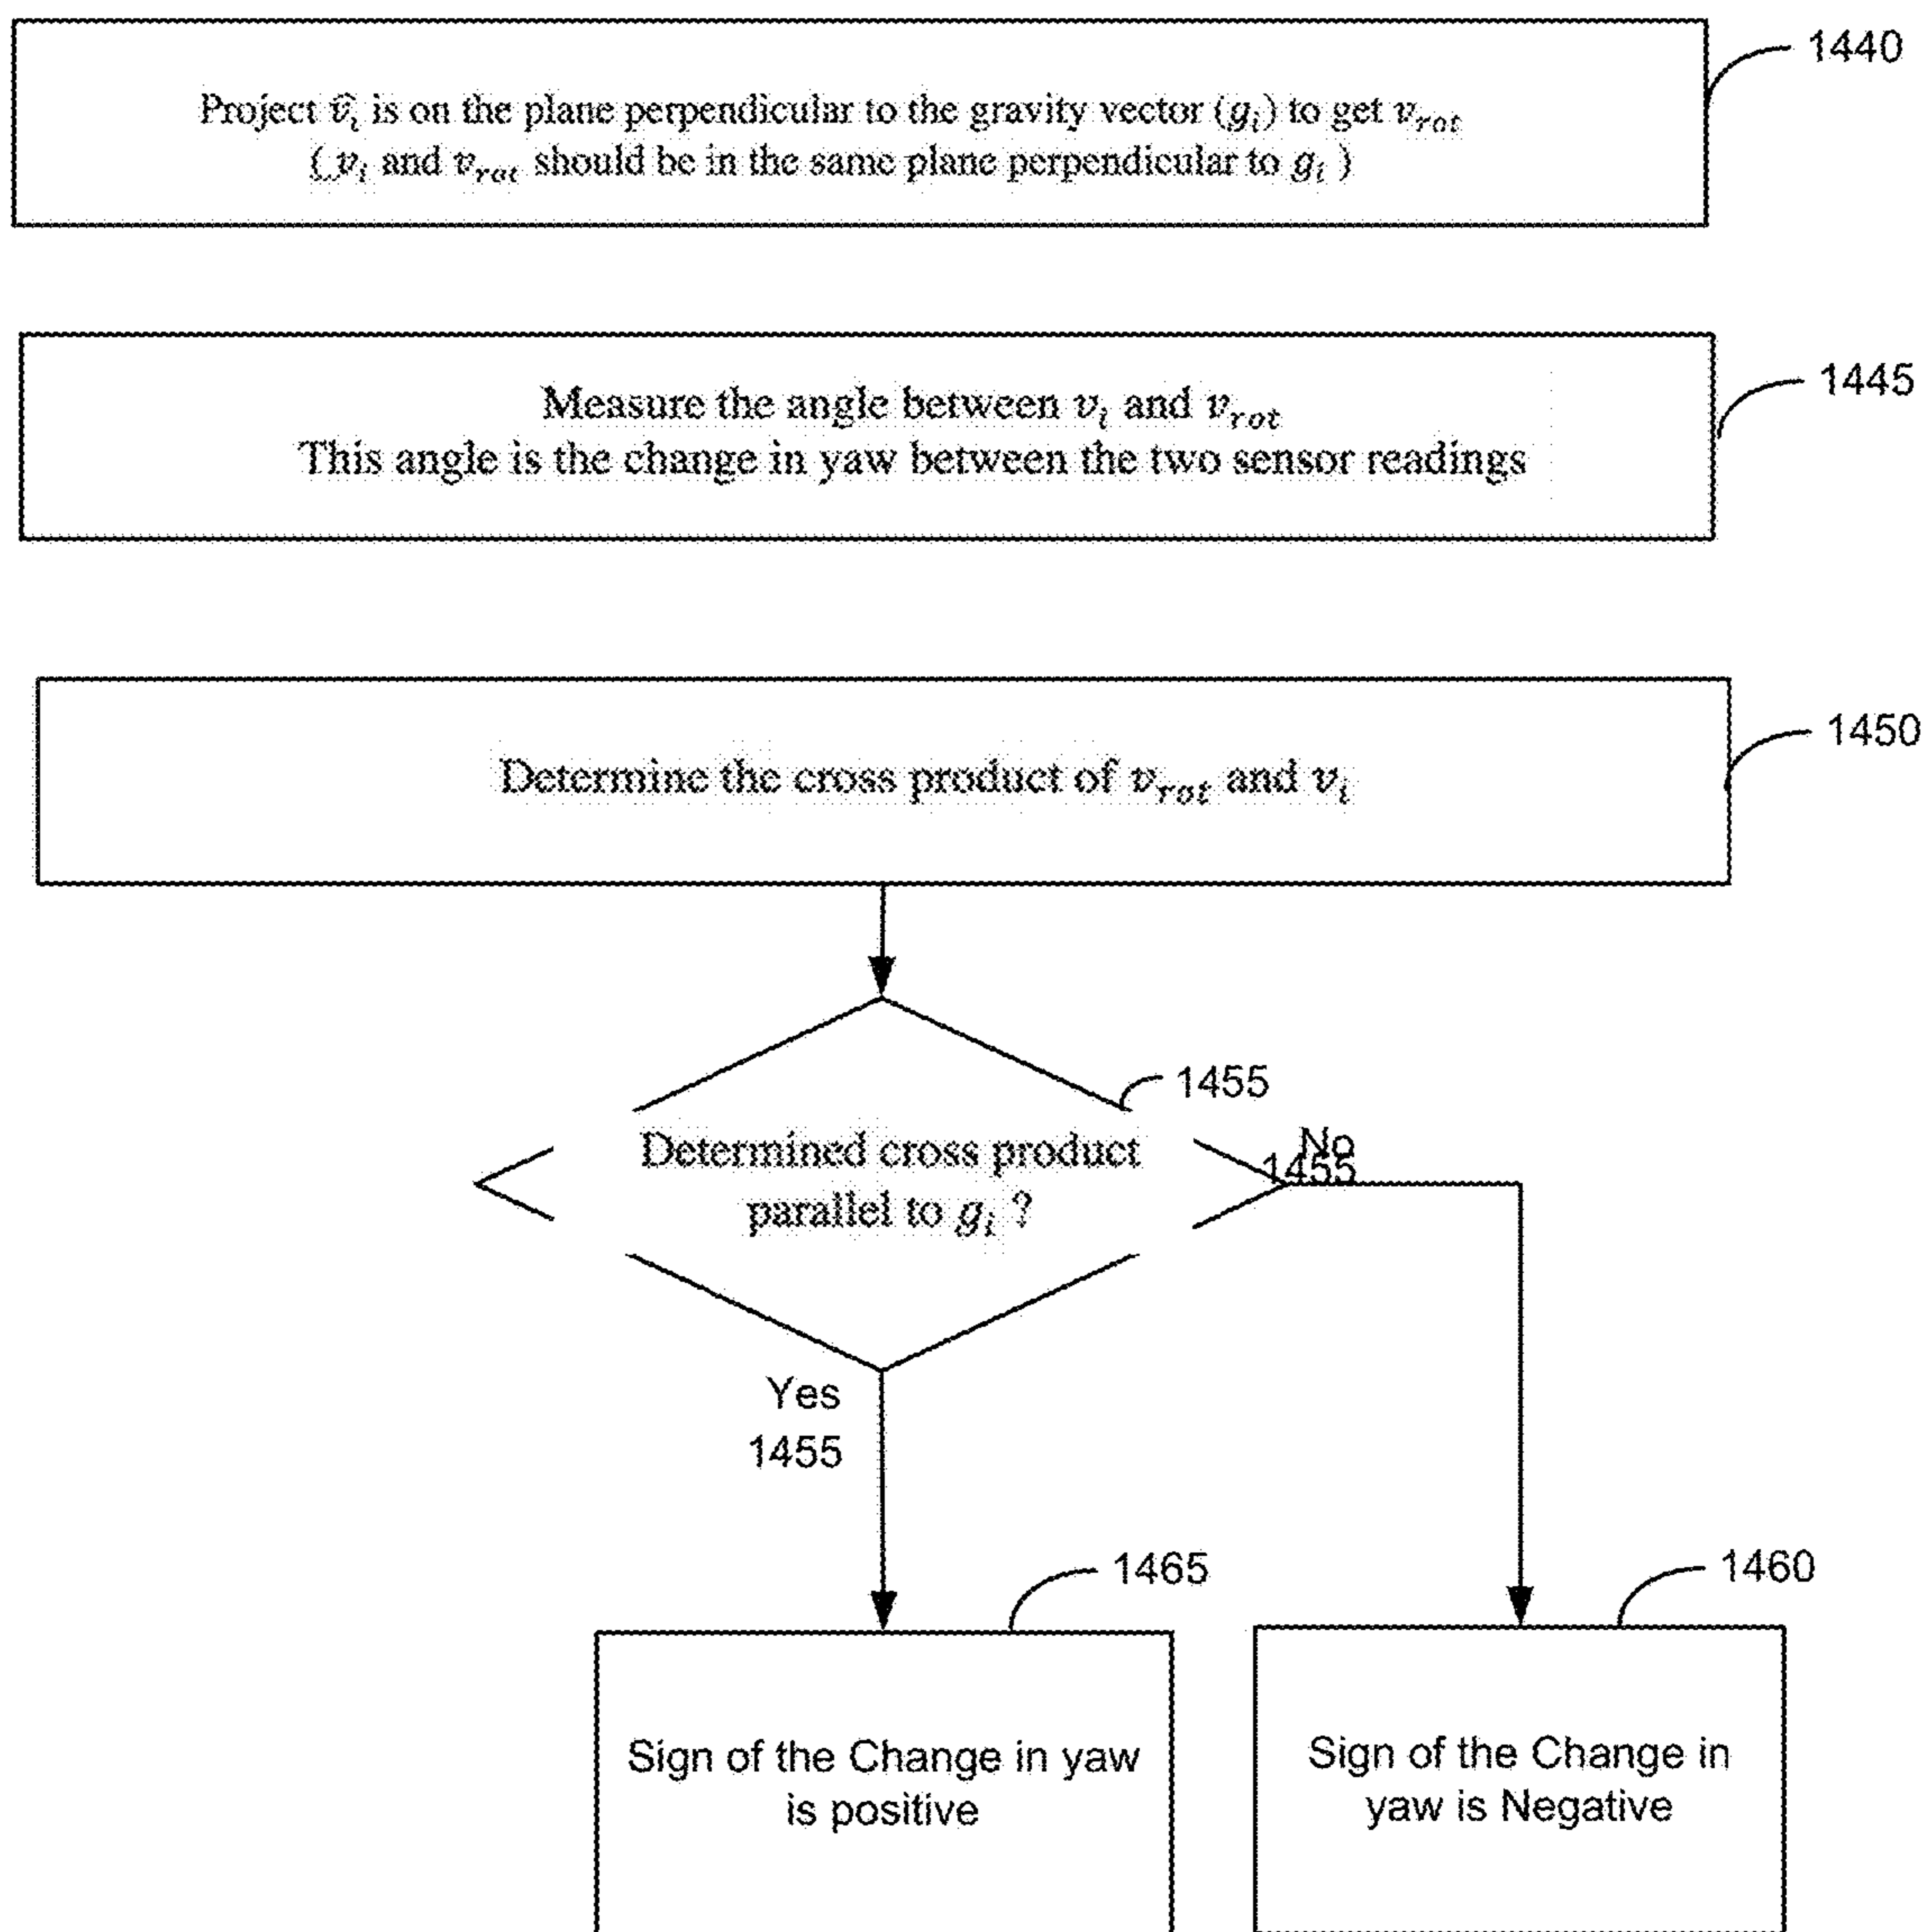 1440
Project v̂ᵢ is on the plane perpendicular to the gravity vector (gᵢ) to get v_rot
( vᵢ and v_rot should be in the same plane perpendicular to gᵢ )
1445
Measure the angle between vᵢ and v_rot
This angle is the change in yaw between the two sensor readings
1450
Determine the cross product of v_rot and vᵢ
1455
Determined cross product
parallel to gᵢ ?
No
1455
Yes
1455
1465
Sign of the Change in yaw
is positive
1460
Sign of the Change in
yaw is Negative